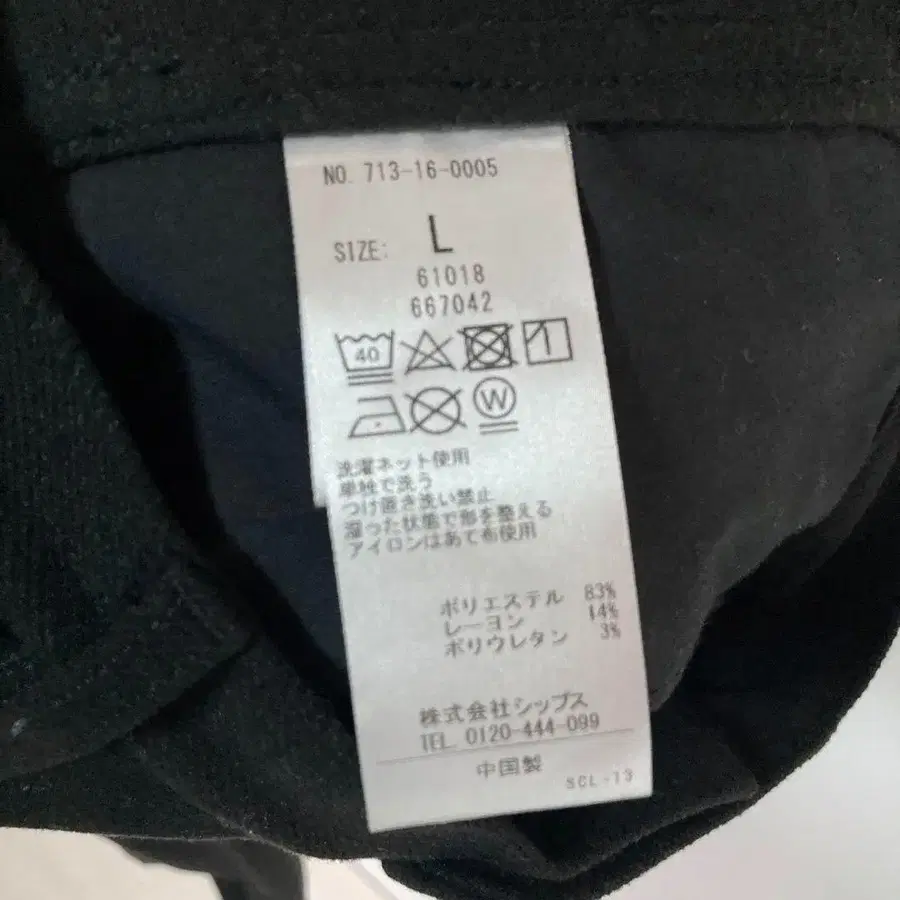 NO. 713-16-0005
SIZE: L
61018
667042
40
W
洗濯ネット使用
単独で洗う
つけ置き洗い禁止
湿った状態で形を整える
アイロンはあて布使用
ポリエステル 83%
レーヨン 14%
ポリウレタン 3%
株式会社シップス
TEL. 0120-444-099
中国製
SCL-13